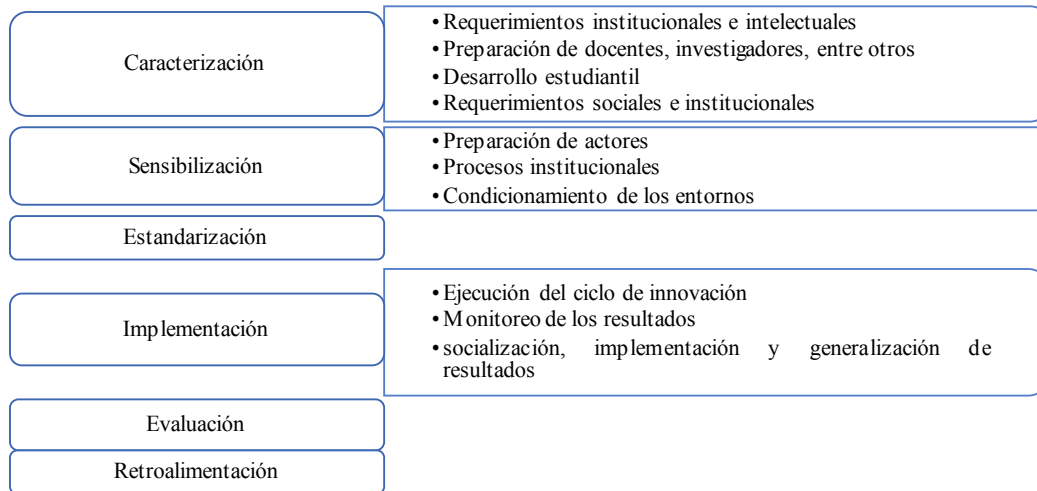 Caracterización
• Requerimientos institucionales e intelectuales
• Preparación de docentes, investigadores, entre otros
• Desarrollo estudiantil
• Requerimientos sociales e institucionales
Sensibilización
• Preparación de actores
• Procesos institucionales
• Condicionamiento de los entornos
Estandarización
Implementación
• Ejecución del ciclo de innovación
• Monitoreo de los resultados
• socialización, implementación y generalización de
resultados
Evaluación
Retroalimentación